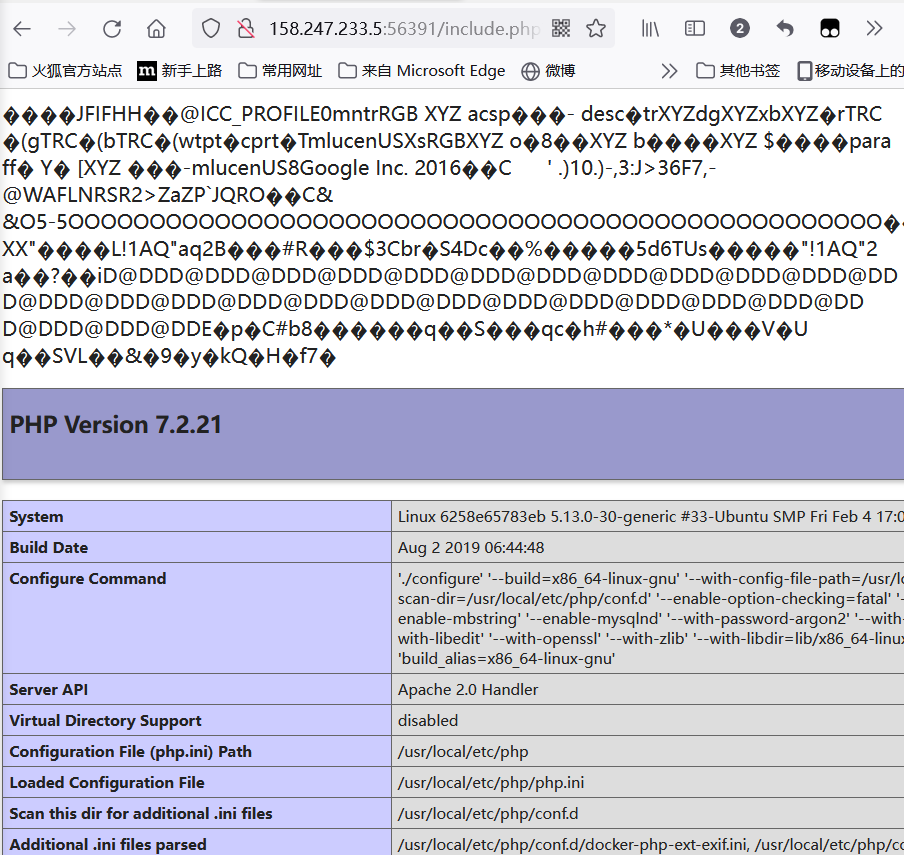 158.247.233.5:56391/include.php
2
火狐官方站点 m 新手上路 常用网址 来自 Microsoft Edge 微博 其他书签 移动设备上的
����JFIFHH��@ICC_PROFILE0mntrRGB XYZ acsp���- desc�trXYZdgXYZxbXYZ�rTRC
�(gTRC�(bTRC�(wtpt�cprt�TmlucenUSXsRGBXYZ o�8��XYZ b����XYZ $����para
ff� Y� [XYZ ���-mlucenUS8Google Inc. 2016��C ' .)10.)-,3:J>36F7,-
@WAFLNRSR2>ZaZP`JQRO��C&
&O5-5OOOOOOOOOOOOOOOOOOOOOOOOOOOOOOOOOOOOOOOOOOOOOOOOOO��
XX"����L!1AQ"aq2B���#R���$3Cbr�S4Dc��%�����5d6TUs�����"!1AQ"2
a��?��iD@DDD@DDD@DDD@DDD@DDD@DDD@DDD@DDD@DDD@DDD@DDD@DD
D@DDD@DDD@DDD@DDD@DDD@DDD@DDD@DDD@DDD@DDD@DDD@DDD@DD
D@DDD@DDD@DDE�p�C#b8������q��S���qc�h#���*�U���V�U
q��SVL��&�9�y�kQ�H�f7�
PHP Version 7.2.21
System Linux 6258e65783eb 5.13.0-30-generic #33-Ubuntu SMP Fri Feb 4 17:0
Build Date Aug 2 2019 06:44:48
Configure Command './configure' '--build=x86_64-linux-gnu' '--with-config-file-path=/usr/lo
scan-dir=/usr/local/etc/php/conf.d' '--enable-option-checking=fatal' '-
enable-mbstring' '--enable-mysqlnd' '--with-password-argon2' '--with-
with-libedit' '--with-openssl' '--with-zlib' '--with-libdir=lib/x86_64-linux
'build_alias=x86_64-linux-gnu'
Server API Apache 2.0 Handler
Virtual Directory Support disabled
Configuration File (php.ini) Path /usr/local/etc/php
Loaded Configuration File /usr/local/etc/php/php.ini
Scan this dir for additional .ini files /usr/local/etc/php/conf.d
Additional .ini files parsed /usr/local/etc/php/conf.d/docker-php-ext-exif.ini, /usr/local/etc/php/co